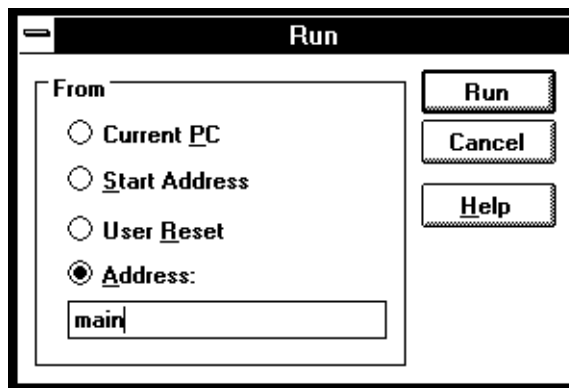 Run
From
Current PC
Start Address
User Reset
Address:
main
Run
Cancel
Help